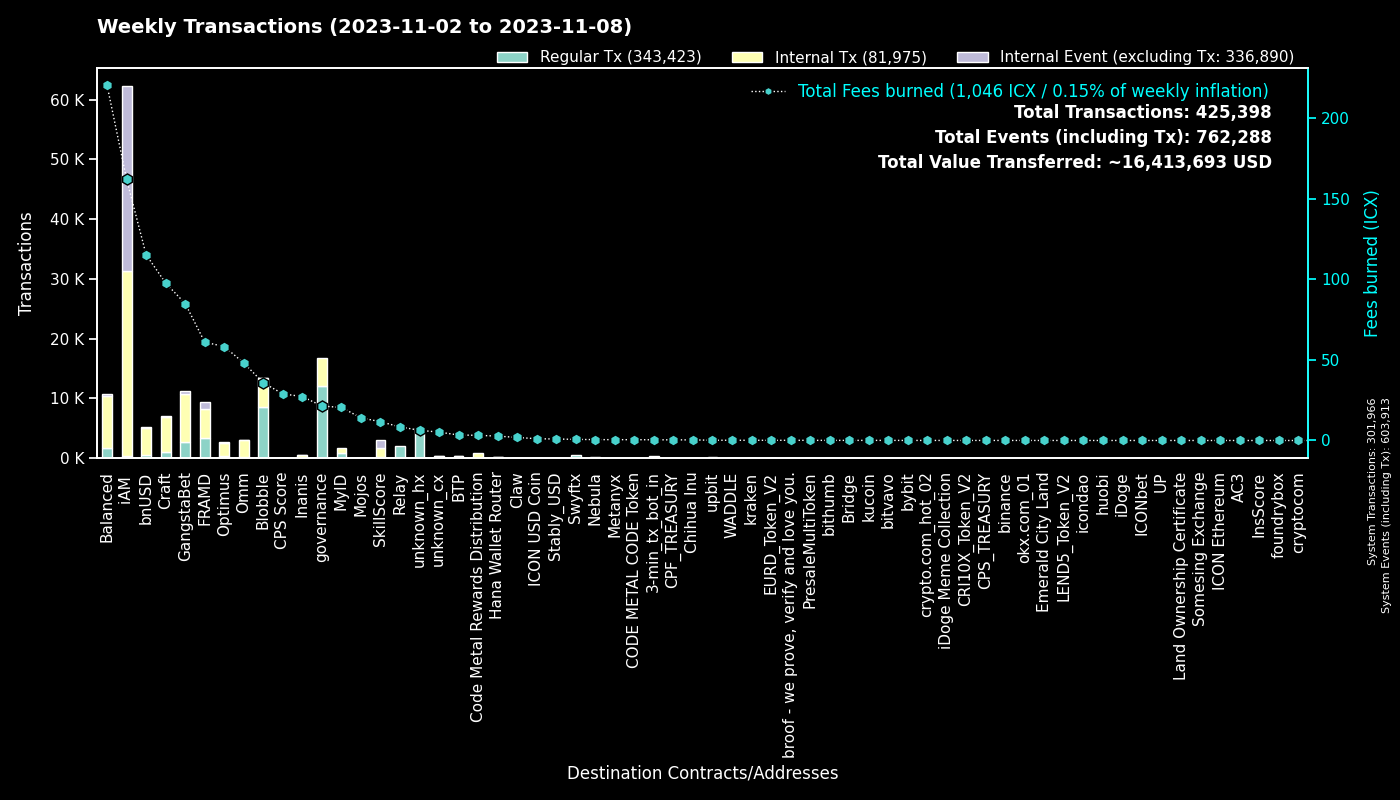 Weekly Transactions (2023-11-02 to 2023-11-08)
Regular Tx (343,423)
Internal Tx (81,975)
Internal Event (excluding Tx: 336,890)
Total Fees burned (1,046 ICX / 0.15% of weekly inflation)
Total Transactions: 425,398
Total Events (including Tx): 762,288
Total Value Transferred: ~16,413,693 USD
Transactions
60 K
50 K
40 K
30 K
20 K
10 K
0 K
200
150
100
50
0
Fees burned (ICX)
System Transactions: 301,966
System Events (including Tx): 603,913
Balanced
iAM
bnUSD
Craft
GangstaBet
FRAMD
Optimus
Omm
Blobble
CPS Score
Inanis
governance
MyID
Mojos
SkillScore
Relay
unknown_hx
unknown_cx
BTP
Code Metal Rewards Distribution
Hana Wallet Router
Claw
ICON USD Coin
Stably_USD
Swyftx
Nebula
Metanyx
CODE METAL CODE Token
3-min_tx_bot_in
CPF_TREASURY
Chihua Inu
upbit
WADDLE
kraken
EURD_Token_V2
broof - we prove, verify and love you.
PresaleMultiToken
bithumb
Bridge
kucoin
bitvavo
bybit
crypto.com_hot_02
iDoge Meme Collection
CRI10X_Token_V2
CPS_TREASURY
binance
okx.com_01
Emerald City Land
LEND5_Token_V2
icondao
huobi
iDoge
ICONbet
UP
Land Ownership Certificate
Somesing Exchange
ICON Ethereum
AC3
InsScore
foundrybox
cryptocom
Destination Contracts/Addresses